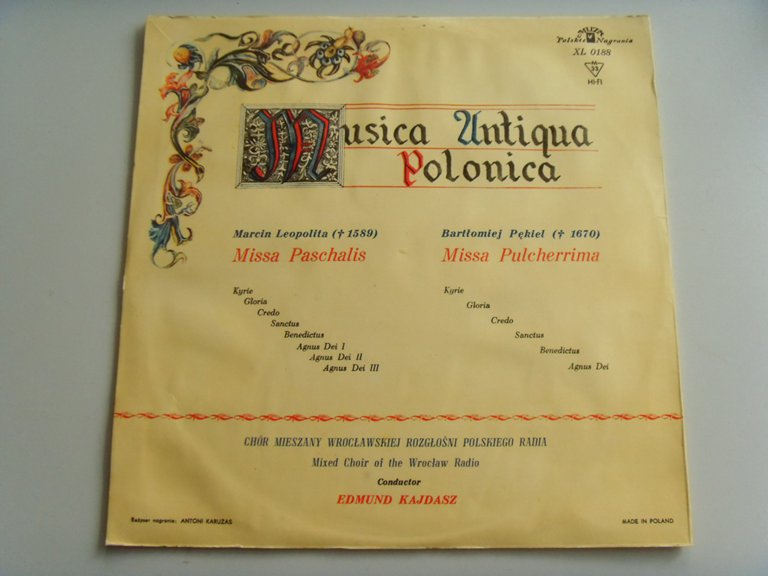 MUZA
Polskie Nagrania
XL 0188
M
33
HI-FI
Musica Antiqua
Polonica
Marcin Leopolita († 1589)
Missa Paschalis
Kyrie
Gloria
Credo
Sanctus
Benedictus
Agnus Dei I
Agnus Dei II
Agnus Dei III
Bartłomiej Pękiel († 1670)
Missa Pulcherrima
Kyrie
Gloria
Credo
Sanctus
Benedictus
Agnus Dei
CHÓR MIESZANY WROCŁAWSKIEJ ROZGŁOŚNI POLSKIEGO RADIA
Mixed Choir of the Wrocław Radio
Conductor
EDMUND KAJDASZ
Reżyser nagrania: ANTONI KARUŻAS
MADE IN POLAND